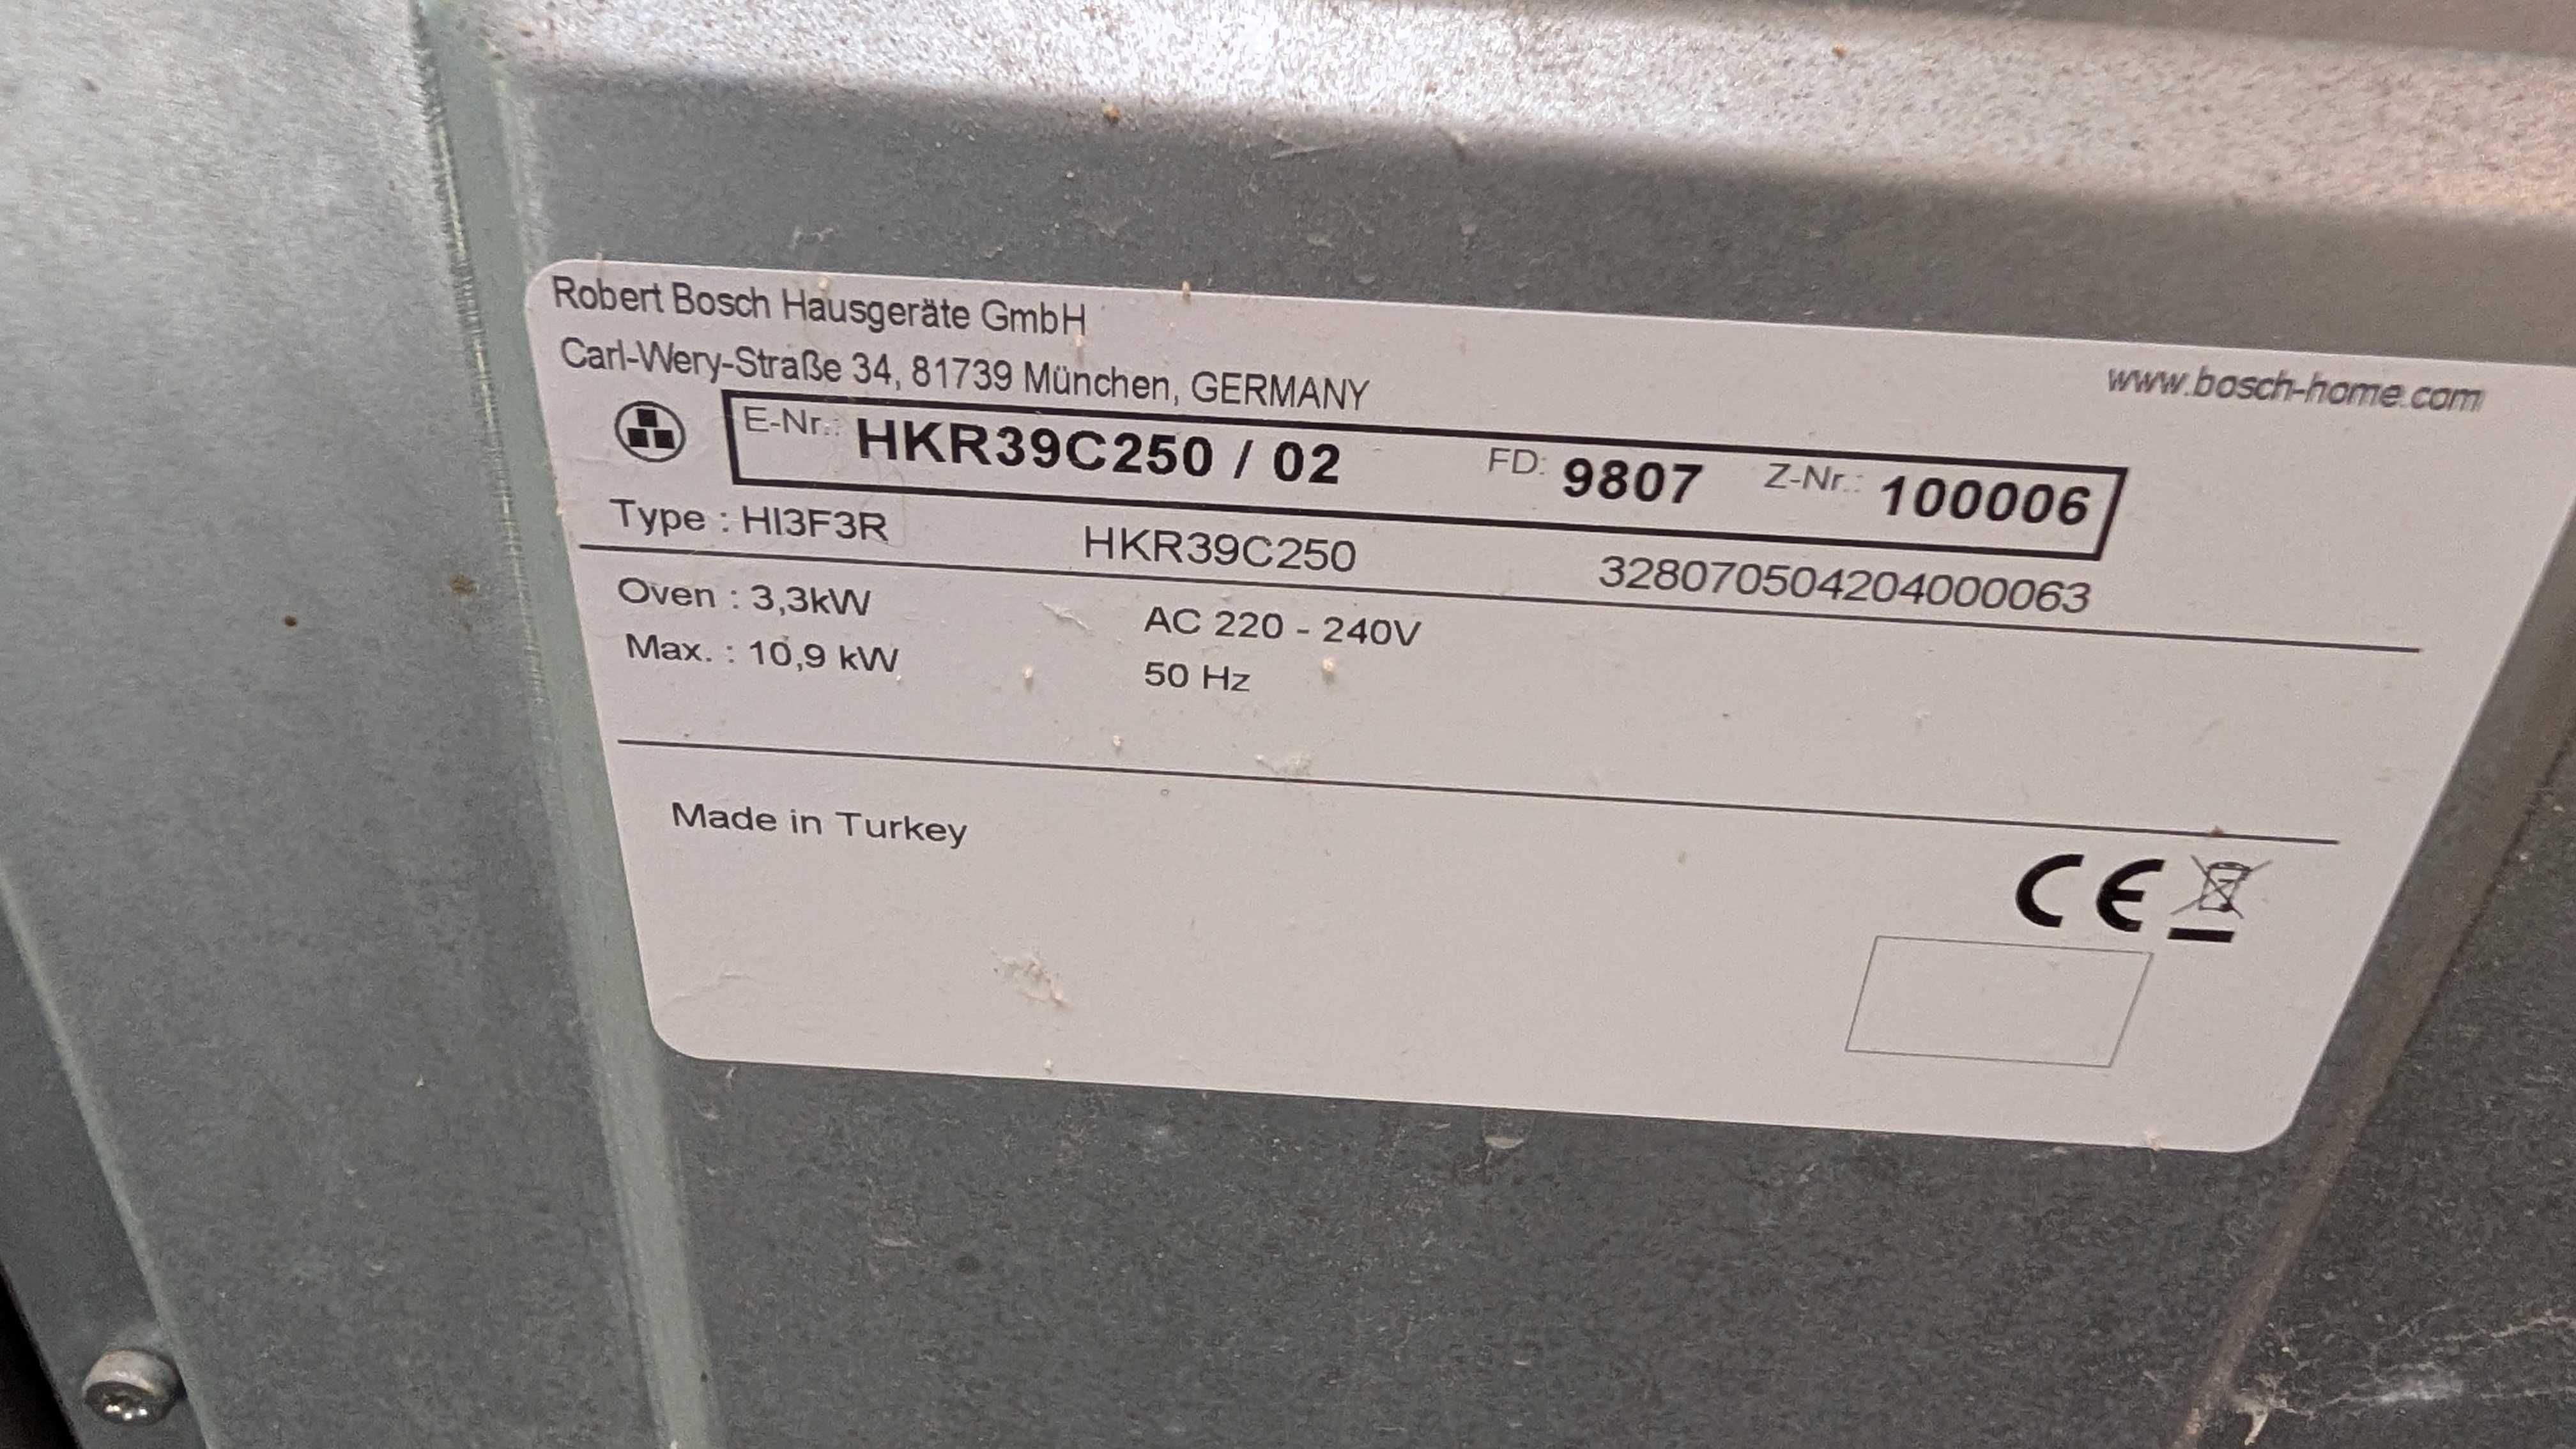 Robert Bosch Hausgeräte GmbH
Carl-Wery-Straße 34, 81739 München, GERMANY
www.bosch-home.com
E-Nr.: HKR39C250 / 02 FD: 9807 Z-Nr.: 100006
Type : HI3F3R HKR39C250 328070504204000063
Oven : 3,3kW AC 220 - 240V
Max. : 10,9 kW 50 Hz
Made in Turkey
CE